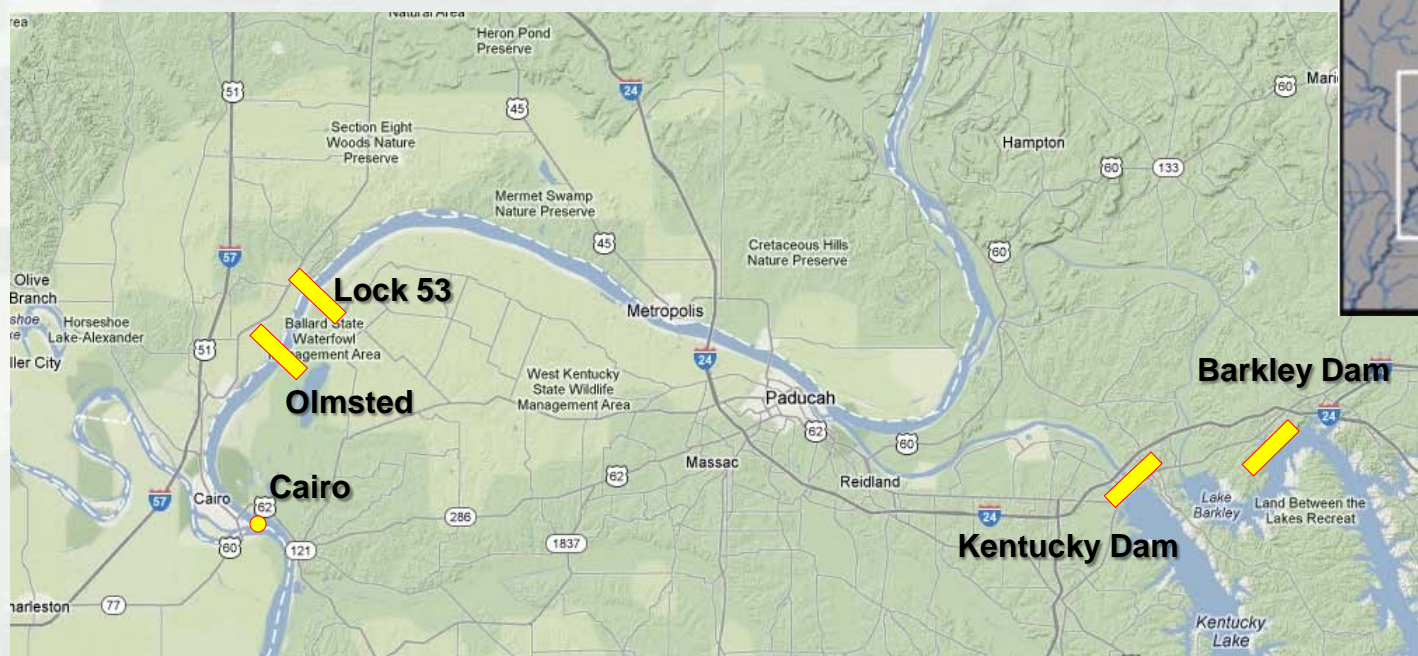 Natural Area
Heron Pond
Preserve
24
60
51
45
Section Eight
Woods Nature
Preserve
Hampton
60
133
Mermet Swamp
Nature Preserve
45
Cretaceous Hills
Nature Preserve
60
57
Olive
Branch
Lock 53
Metropolis
Horseshoe
Lake-Alexander
Ballard State
Waterfowl
Management Area
51
24
Barkley Dam
West Kentucky
State Wildlife
Management Area
Olmsted
Paducah
24
62
60
Massac
62
Reidland
Cairo
Cairo
62
57
Lake
Barkley
Land Between the
Lakes Recreat
286
24
60
121
1837
Kentucky Dam
77
Kentucky
Lake